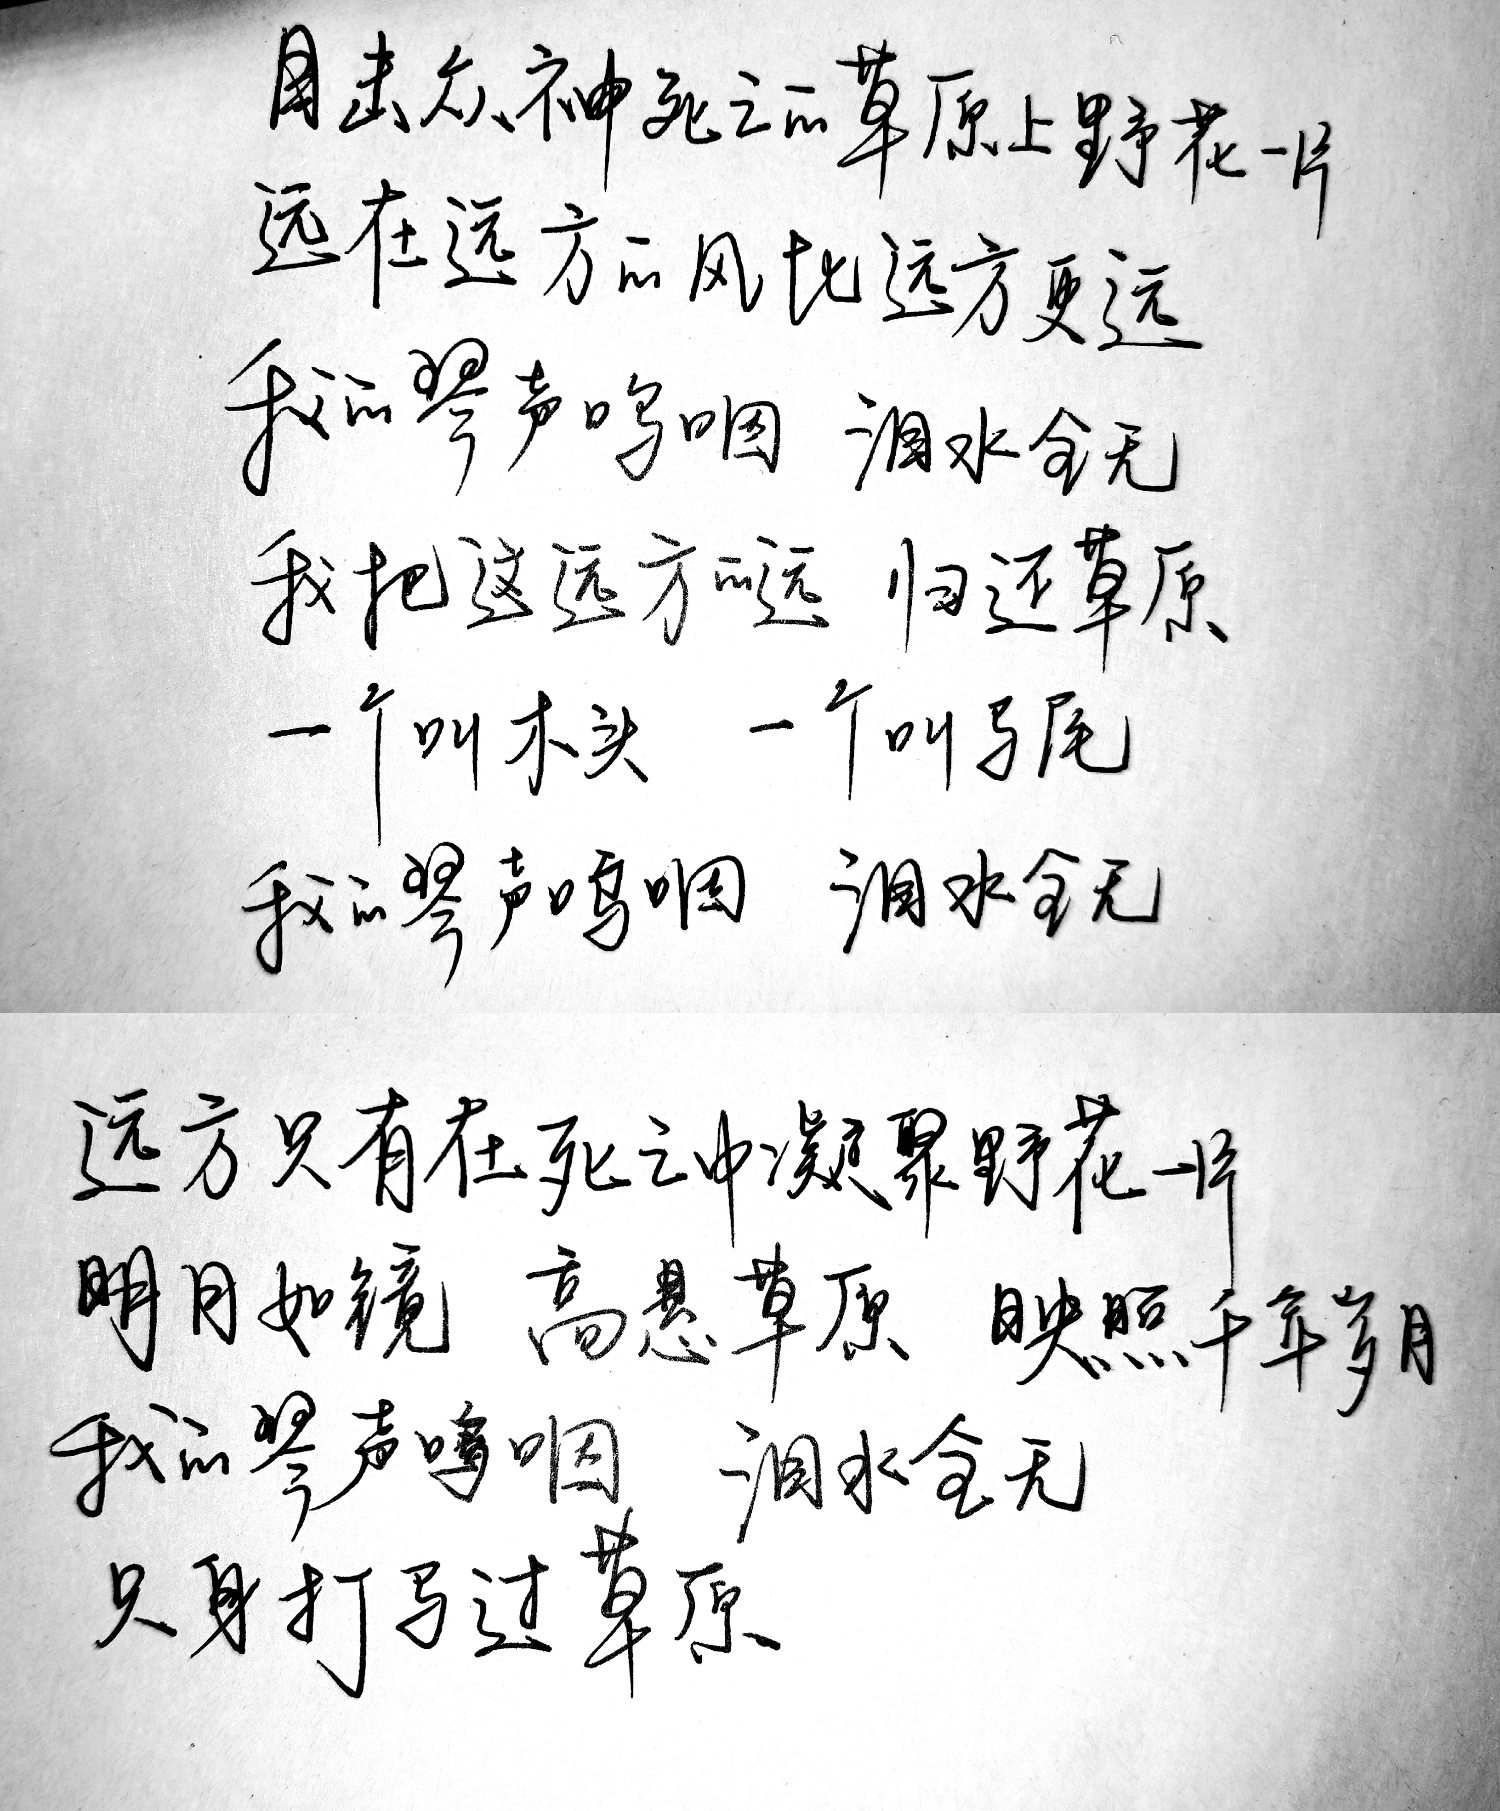 目击众神死亡的草原上野花一片
远在远方的风比远方更远
我的琴声呜咽 泪水全无
我把这远方的远 归还草原
一个叫木头 一个叫马尾
我的琴声呜咽 泪水全无
远方只有在死亡中凝聚野花一片
明月如镜 高悬草原 映照千年岁月
我的琴声呜咽 泪水全无
只身打马过草原